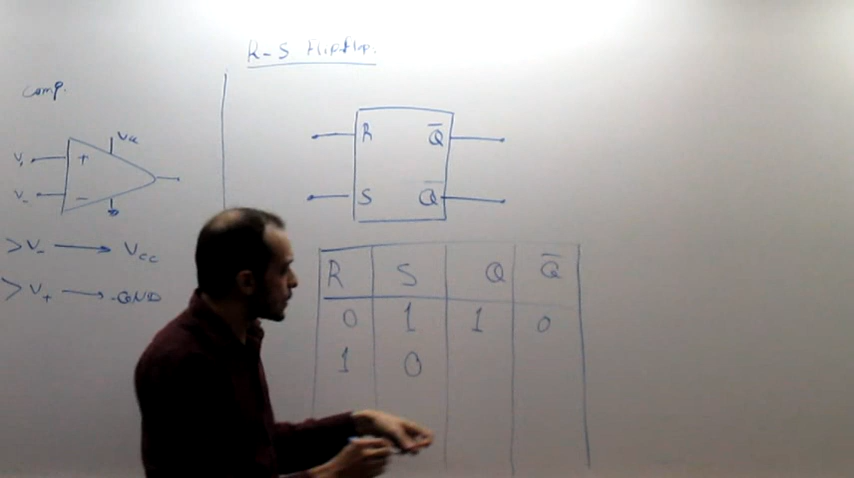 R-S FlipFlop.
Comp.
V+ + Vcc
V- -
> V- → Vcc
> V+ → GND
R Q̅
S Q̅
R S Q Q̅
0 1 1 0
1 0